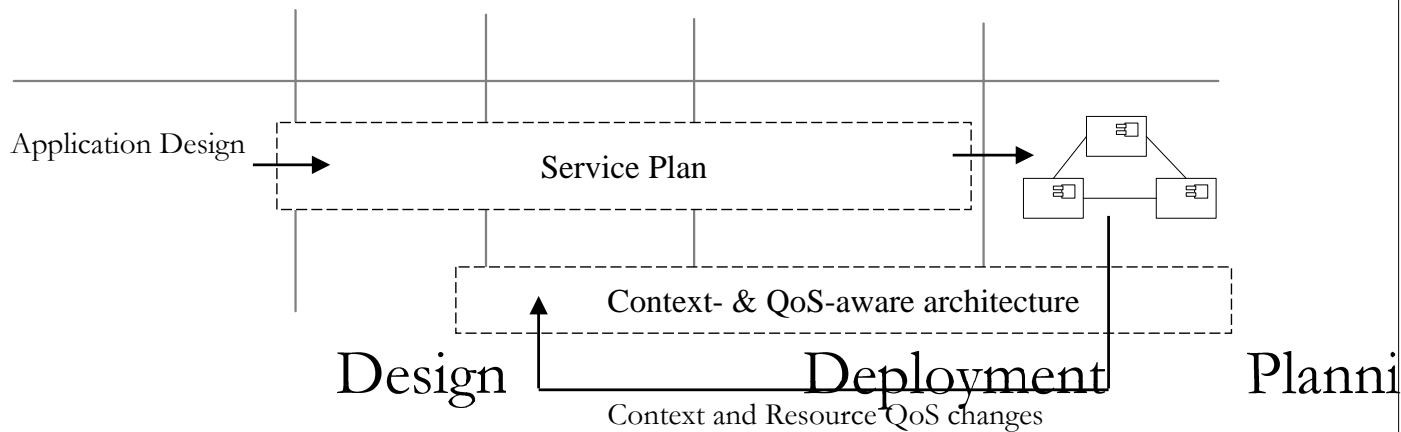 Application Design
Service Plan
Context- & QoS-aware architecture
Design Deployment Planni
Context and Resource QoS changes